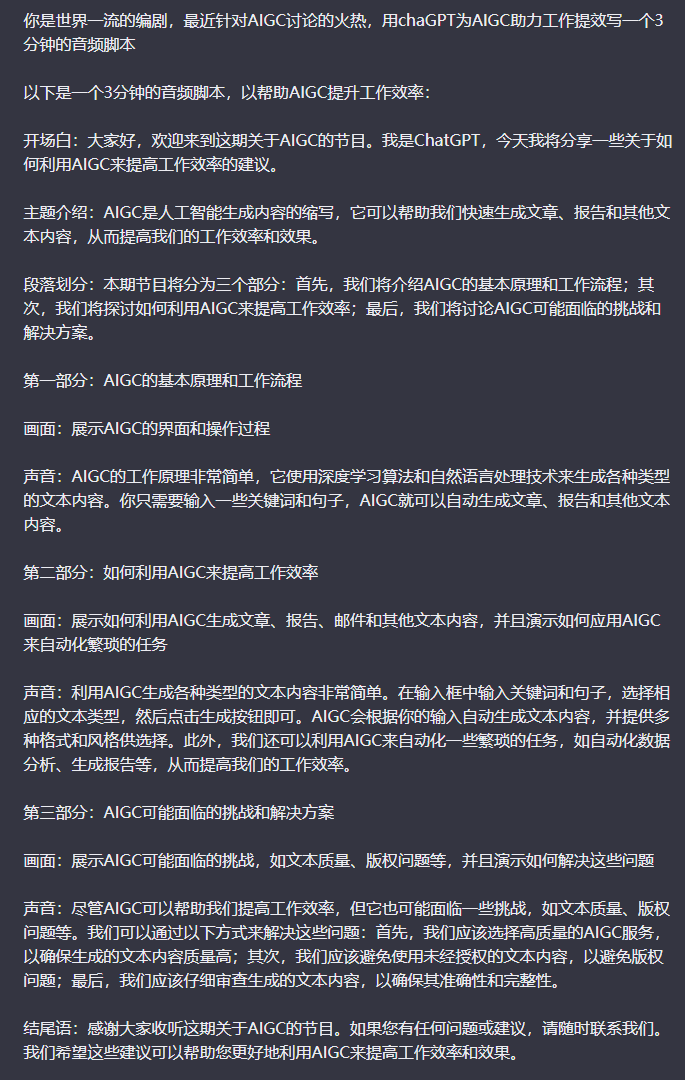 你是世界一流的编剧，最近针对AIGC讨论的火热，用chaGPT为AIGC助力工作提效写一个3
分钟的音频脚本
以下是一个3分钟的音频脚本，以帮助AIGC提升工作效率：
开场白：大家好，欢迎来到这期关于AIGC的节目。我是ChatGPT，今天我将分享一些关于如
何利用AIGC来提高工作效率的建议。
主题介绍：AIGC是人工智能生成内容的缩写，它可以帮助我们快速生成文章、报告和其他文
本内容，从而提高我们的工作效率和效果。
段落划分：本期节目将分为三个部分：首先，我们将介绍AIGC的基本原理和工作流程；其
次，我们将探讨如何利用AIGC来提高工作效率；最后，我们将讨论AIGC可能面临的挑战和
解决方案。
第一部分：AIGC的基本原理和工作流程
画面：展示AIGC的界面和操作过程
声音：AIGC的工作原理非常简单，它使用深度学习算法和自然语言处理技术来生成各种类型
的文本内容。你只需要输入一些关键词和句子，AIGC就可以自动生成文章、报告和其他文本
内容。
第二部分：如何利用AIGC来提高工作效率
画面：展示如何利用AIGC生成文章、报告、邮件和其他文本内容，并且演示如何应用AIGC
来自动化繁琐的任务
声音：利用AIGC生成各种类型的文本内容非常简单。在输入框中输入关键词和句子，选择相
应的文本类型，然后点击生成按钮即可。AIGC会根据你的输入自动生成文本内容，并提供多
种格式和风格供选择。此外，我们还可以利用AIGC来自动化一些繁琐的任务，如自动化数据
分析、生成报告等，从而提高我们的工作效率。
第三部分：AIGC可能面临的挑战和解决方案
画面：展示AIGC可能面临的挑战，如文本质量、版权问题等，并且演示如何解决这些问题
声音：尽管AIGC可以帮助我们提高工作效率，但它也可能面临一些挑战，如文本质量、版权
问题等。我们可以通过以下方式来解决这些问题：首先，我们应该选择高质量的AIGC服务，
以确保生成的文本内容质量高；其次，我们应该避免使用未经授权的文本内容，以避免版权
问题；最后，我们应该仔细审查生成的文本内容，以确保其准确性和完整性。
结尾语：感谢大家收听这期关于AIGC的节目。如果您有任何问题或建议，请随时联系我们。
我们希望这些建议可以帮助您更好地利用AIGC来提高工作效率和效果。